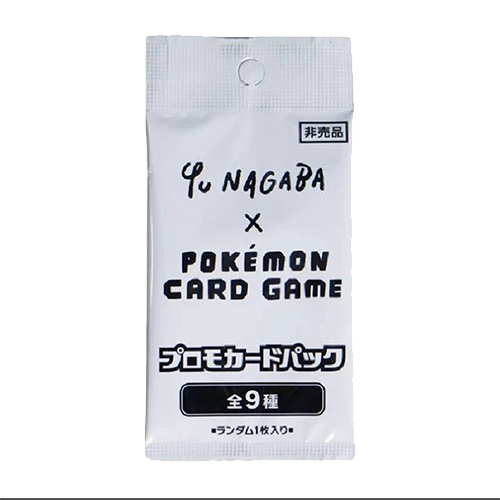 非売品
Yu NAGABA
×
POKÉMON
CARD GAME
プロモカードパック
全9種
■ランダム1枚入り■